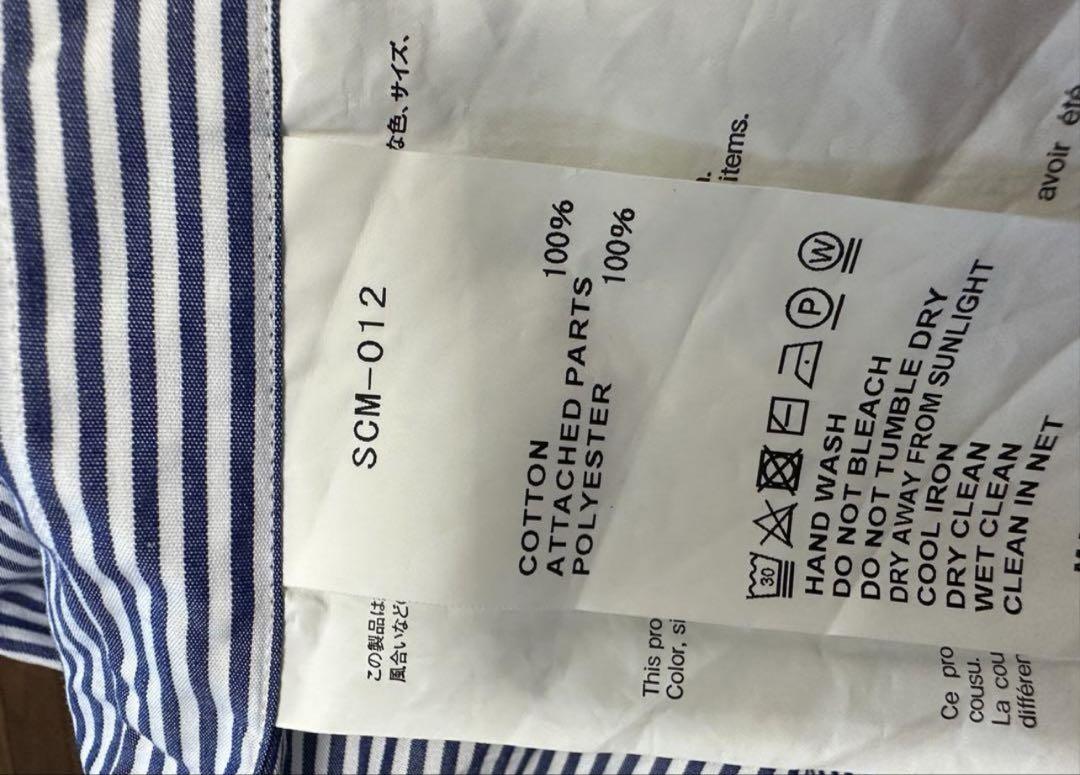 SCM-012
COTTON 100%
ATTACHED PARTS
POLYESTER 100%
30
P
W
HAND WASH
DO NOT BLEACH
DO NOT TUMBLE DRY
DRY AWAY FROM SUNLIGHT
COOL IRON
DRY CLEAN
WET CLEAN
CLEAN IN NET
この製品は
風合いなど
な色、サイズ、
This pro
Color, si
items.
Ce pro
cousu.
La cou
différen
avoir été